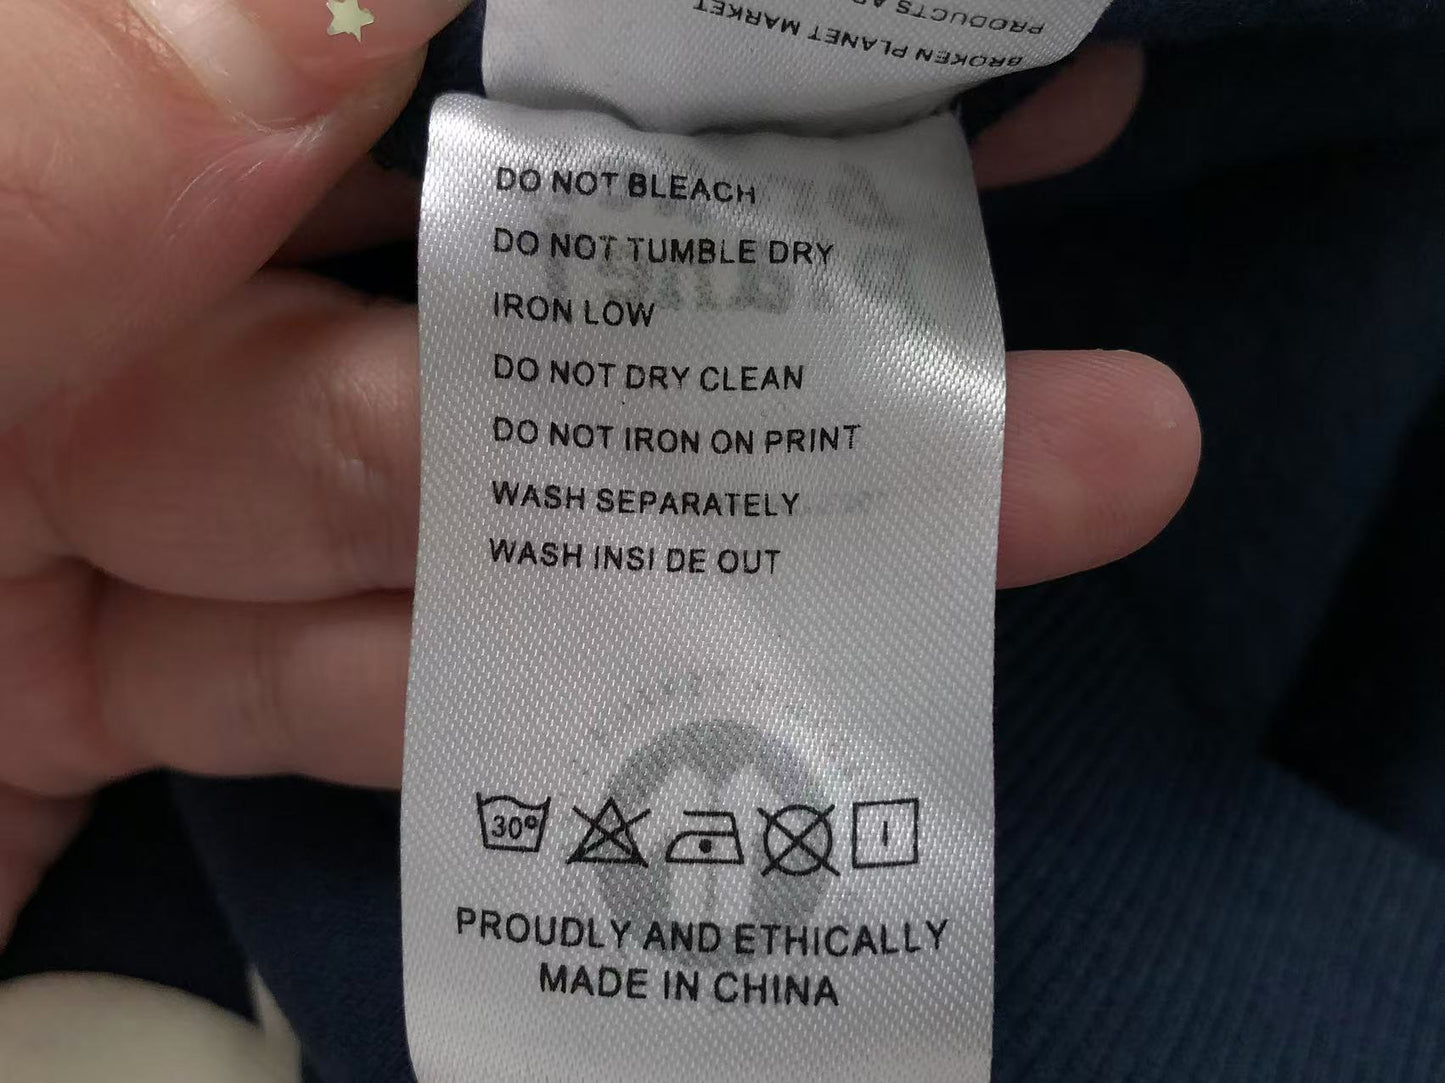 PRODUCTS
BROKEN PLANET MARKET
DO NOT BLEACH
DO NOT TUMBLE DRY
IRON LOW
DO NOT DRY CLEAN
DO NOT IRON ON PRINT
WASH SEPARATELY
WASH INSI DE OUT
30°
PROUDLY AND ETHICALLY
MADE IN CHINA